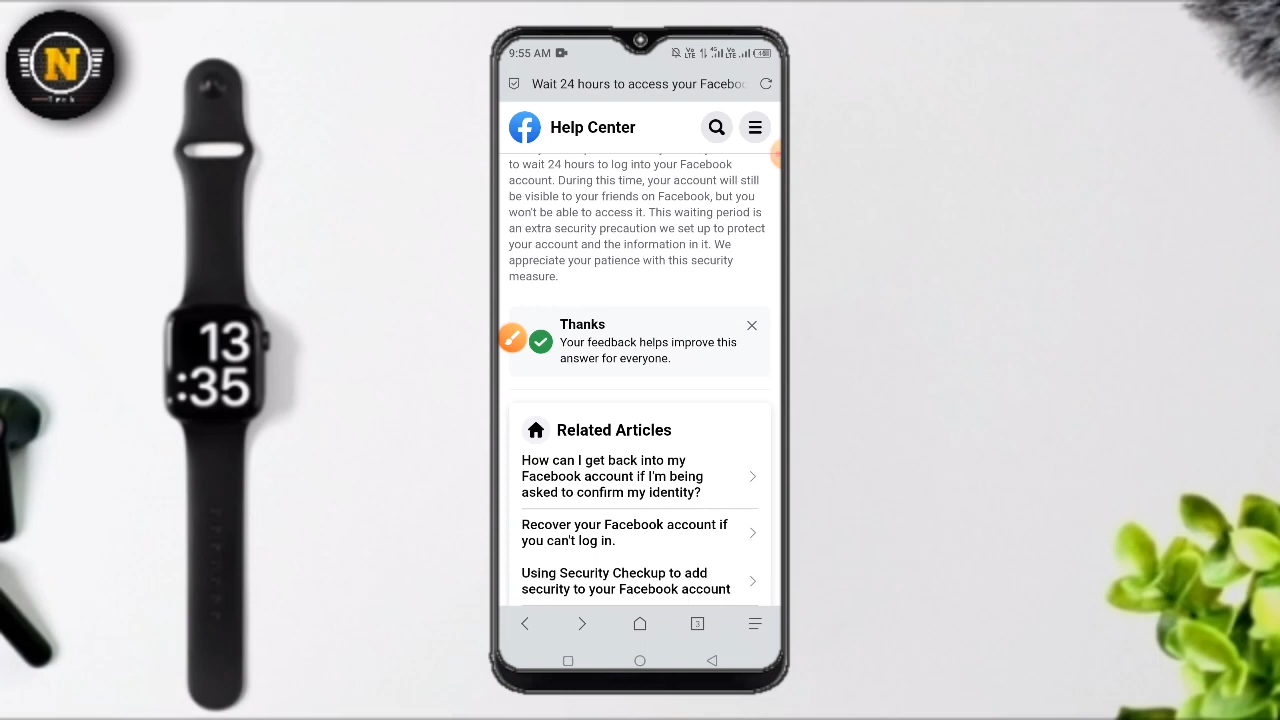 N
Tech
13
:35
9:55 AM
Wait 24 hours to access your Facebo
Help Center
to wait 24 hours to log into your Facebook
account. During this time, your account will still
be visible to your friends on Facebook, but you
won't be able to access it. This waiting period is
an extra security precaution we set up to protect
your account and the information in it. We
appreciate your patience with this security
measure.
Thanks
Your feedback helps improve this
answer for everyone.
Related Articles
How can I get back into my
Facebook account if I'm being
asked to confirm my identity?
Recover your Facebook account if
you can't log in.
Using Security Checkup to add
security to your Facebook account
3